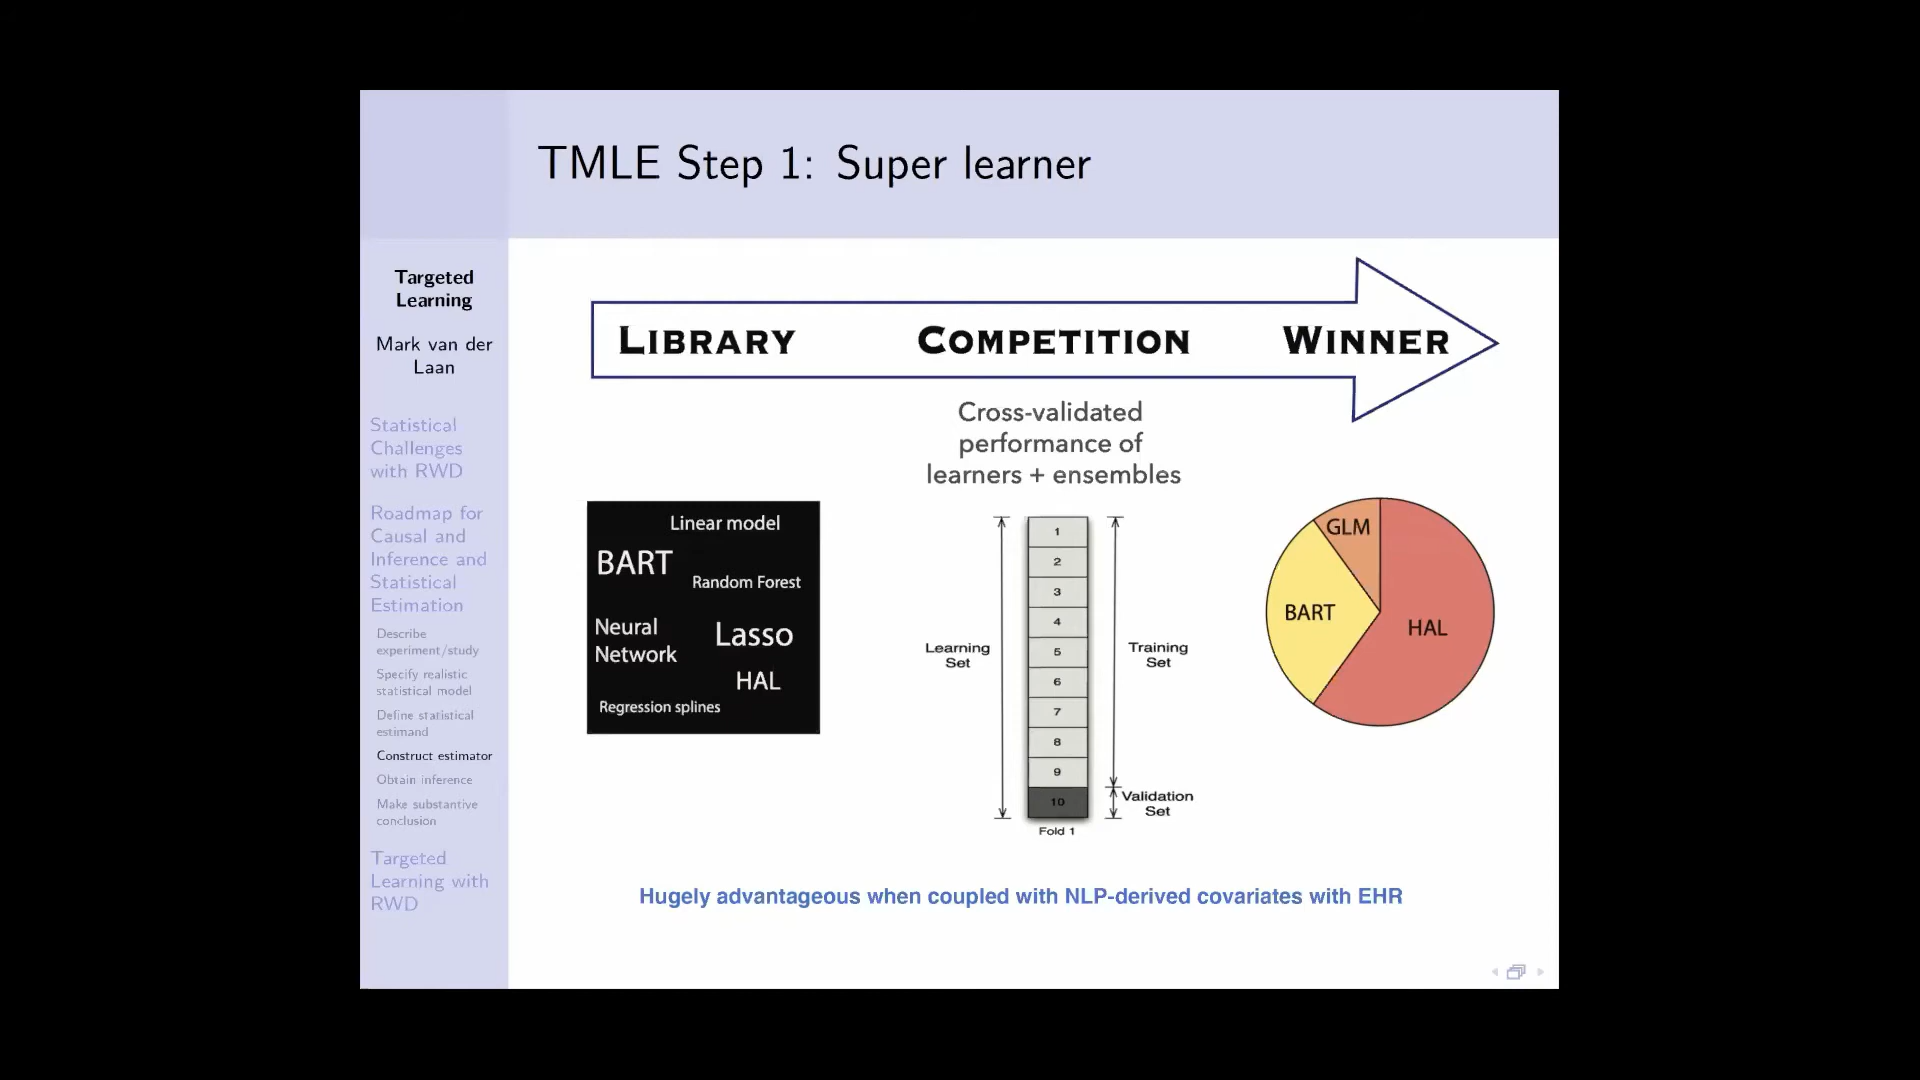 TMLE Step 1: Super learner
Targeted
Learning
Mark van der
Laan
Statistical
Challenges
with RWD
Roadmap for
Causal and
Inference and
Statistical
Estimation
Describe
experiment/study
Specify realistic
statistical model
Define statistical
estimand
Construct estimator
Obtain inference
Make substantive
conclusion
Targeted
Learning with
RWD
LIBRARY COMPETITION WINNER
Cross-validated
performance of
learners + ensembles
Linear model
BART
Random Forest
Neural
Network
Lasso
HAL
Regression splines
Learning
Set
1
2
3
4
5
6
7
8
9
10
Fold 1
Training
Set
Validation
Set
GLM
BART
HAL
Hugely advantageous when coupled with NLP-derived covariates with EHR